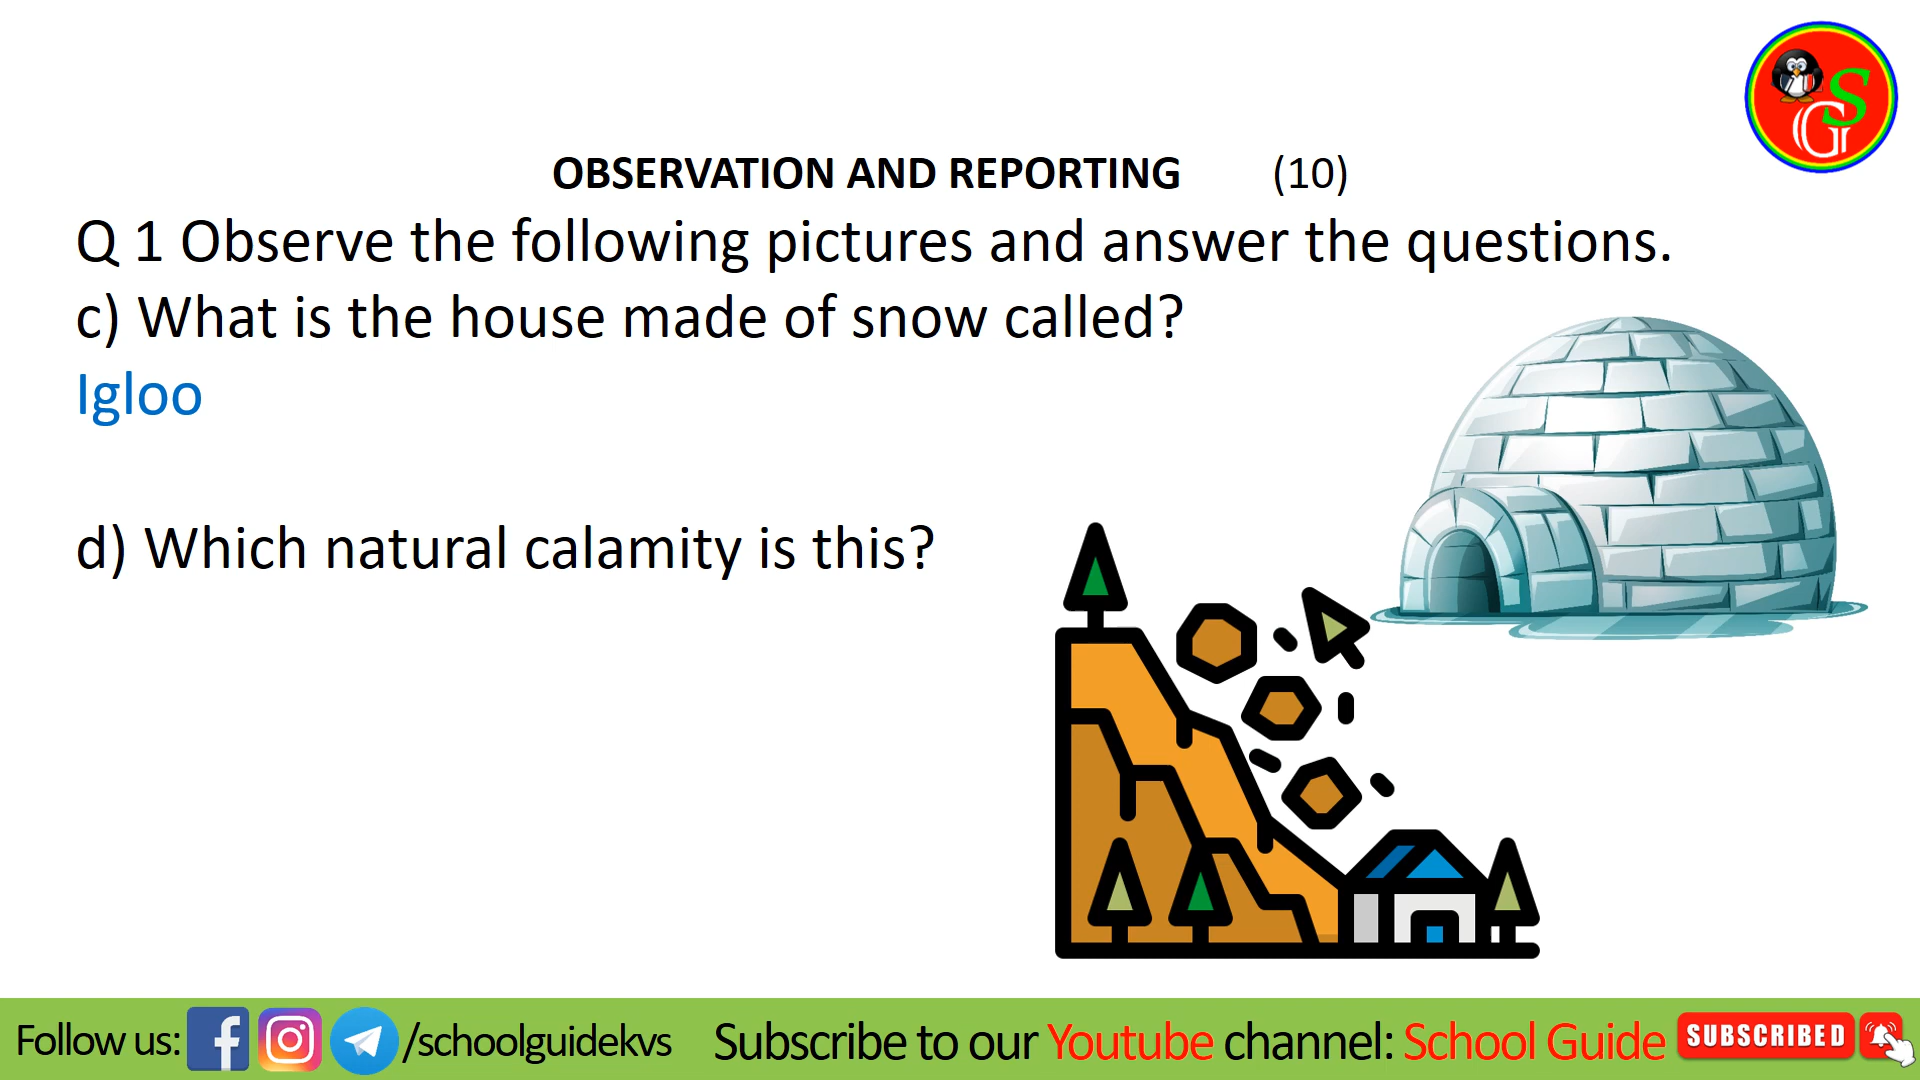 S
G
OBSERVATION AND REPORTING (10)
Q 1 Observe the following pictures and answer the questions.
c) What is the house made of snow called?
Igloo
d) Which natural calamity is this?
Follow us: f /schoolguidekvs Subscribe to our Youtube channel: School Guide SUBSCRIBED